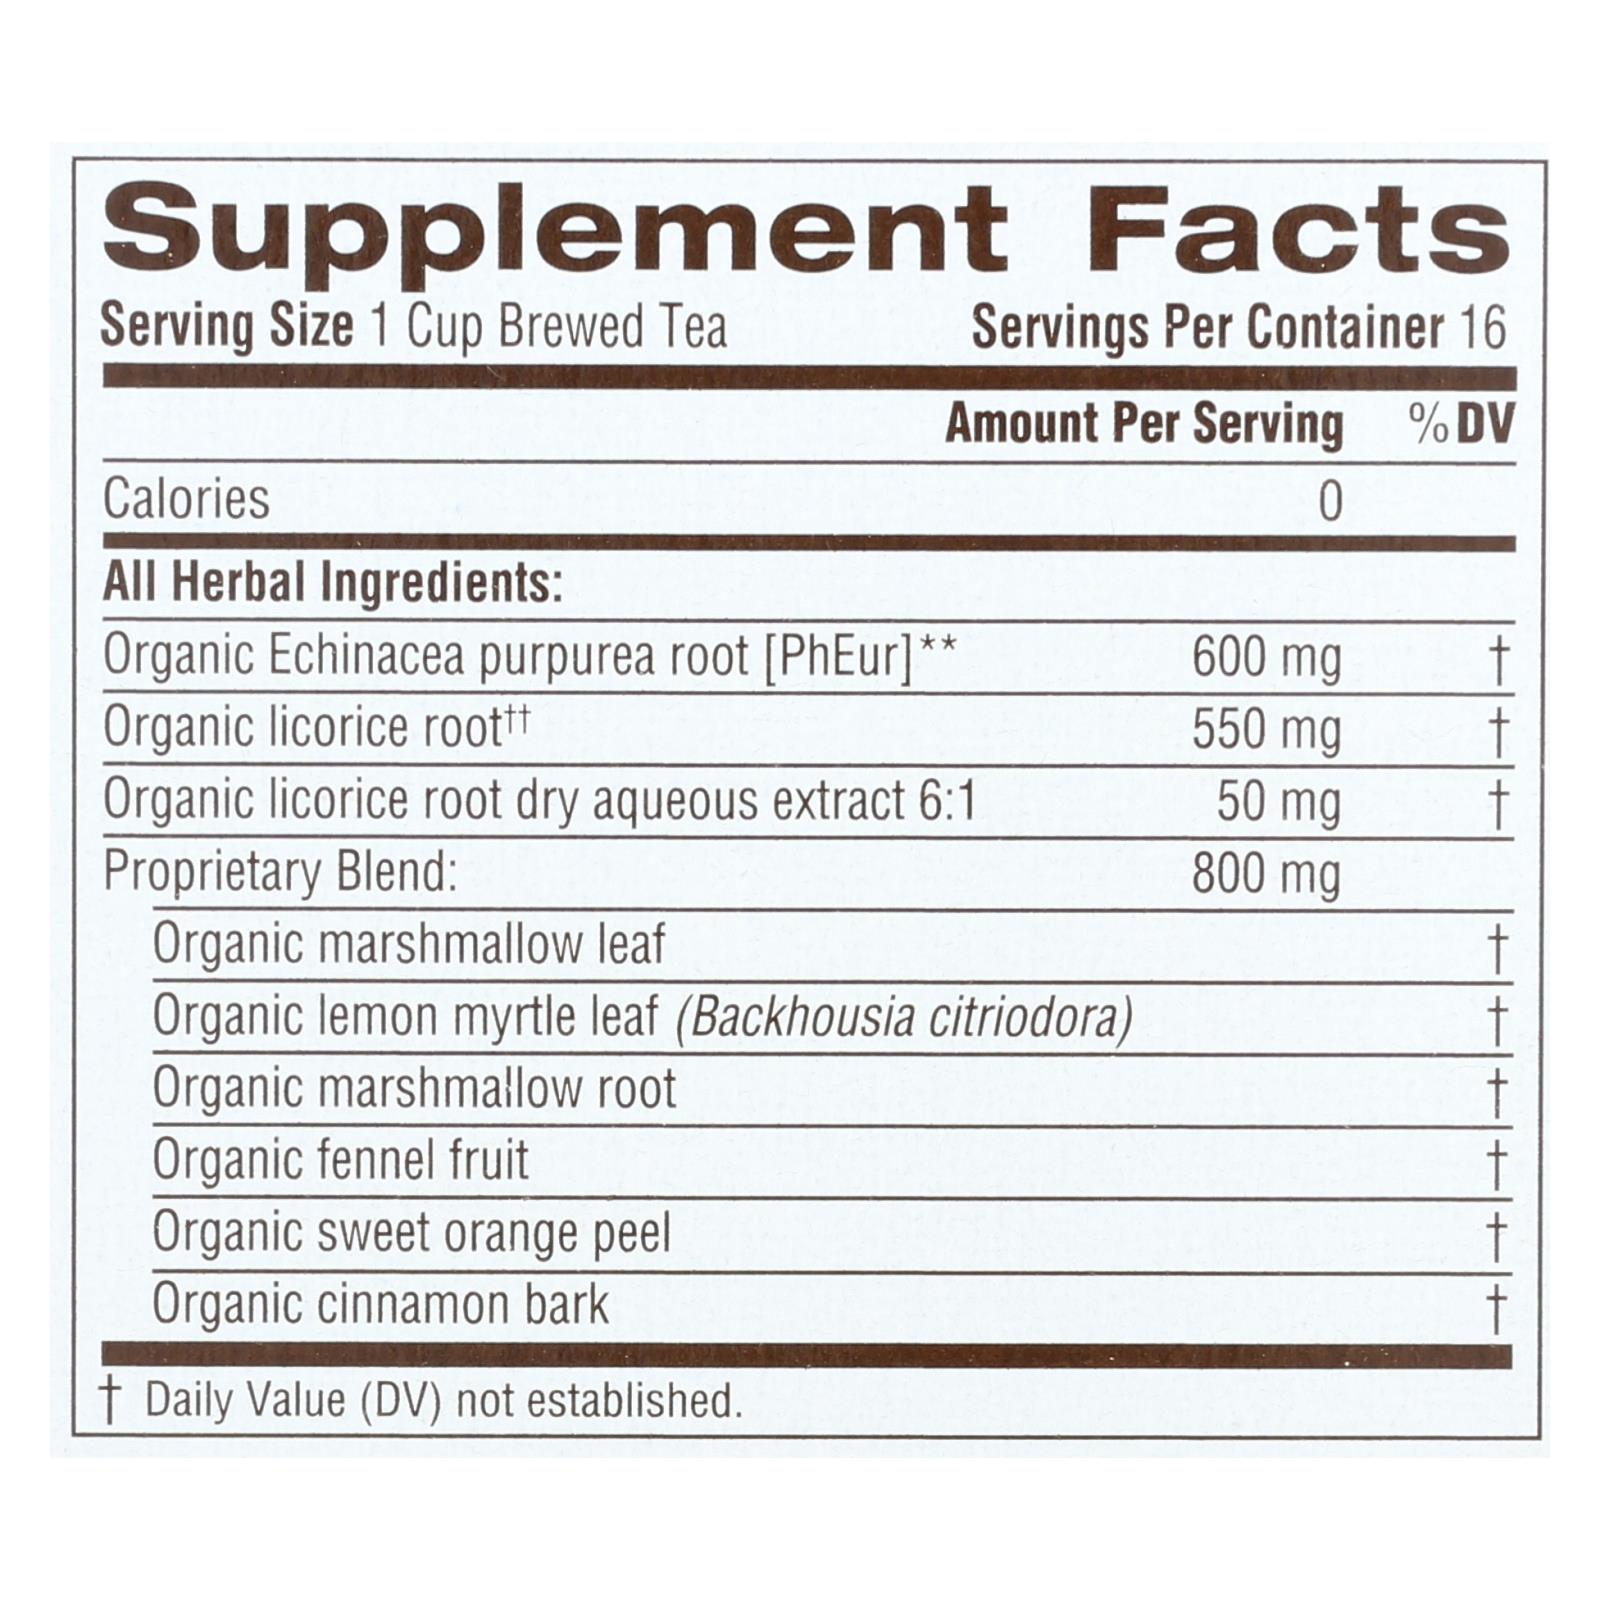 Supplement Facts
Serving Size 1 Cup Brewed Tea Servings Per Container 16
Amount Per Serving % DV
Calories 0
All Herbal Ingredients:
Organic Echinacea purpurea root [PhEur]** 600 mg †
Organic licorice root†† 550 mg †
Organic licorice root dry aqueous extract 6:1 50 mg †
Proprietary Blend: 800 mg
Organic marshmallow leaf †
Organic lemon myrtle leaf (Backhousia citriodora) †
Organic marshmallow root †
Organic fennel fruit †
Organic sweet orange peel †
Organic cinnamon bark †
† Daily Value (DV) not established.